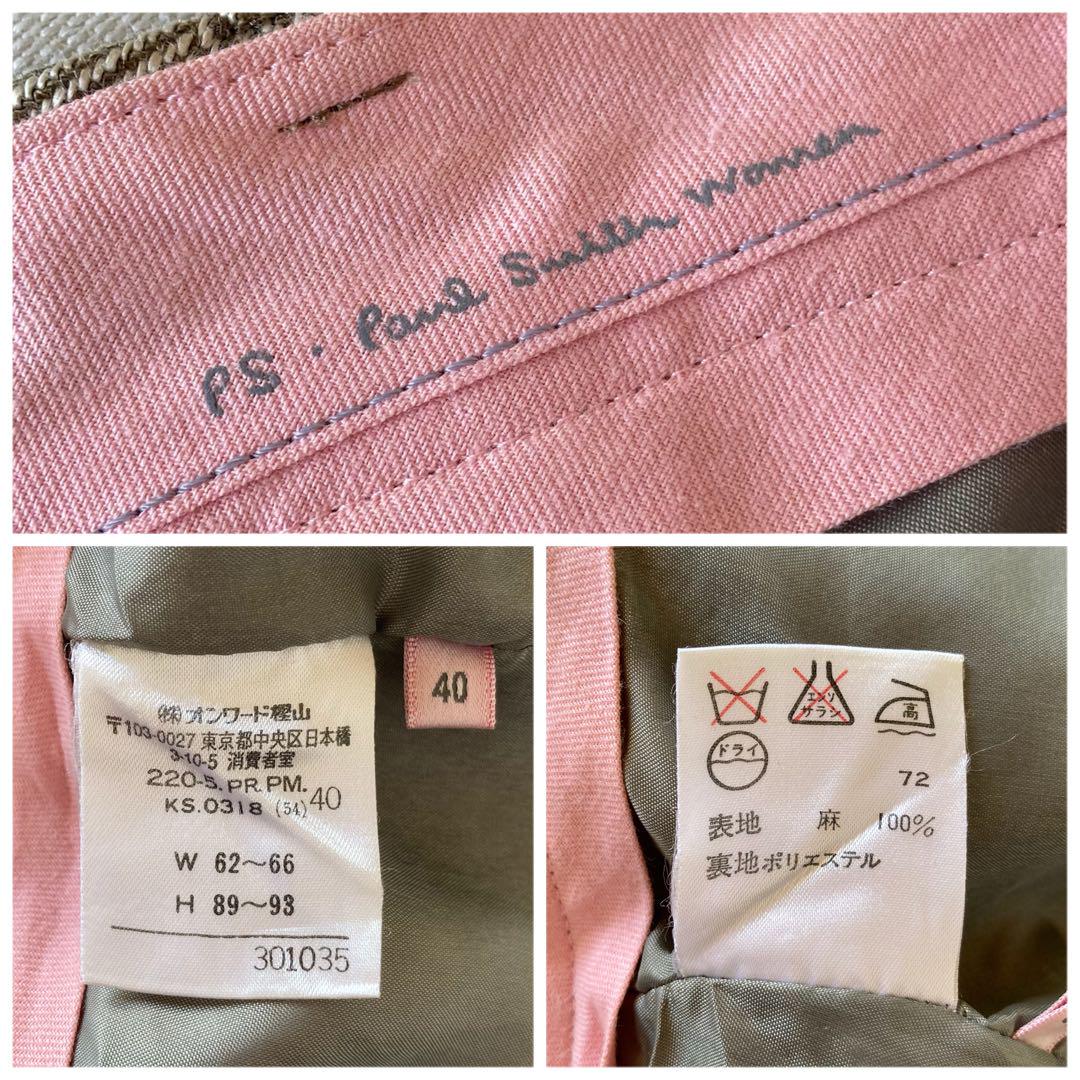 PS · Paul Smith Women
㈱オンワード樫山
〒103-0027 東京都中央区日本橋
3-10-5 消費者室
220-5. PR. PM.
KS.0318 (54) 40
W 62〜66
H 89〜93
301035
40
エンソ
サラシ
高
ドライ
72
表地 麻 100%
裏地ポリエステル